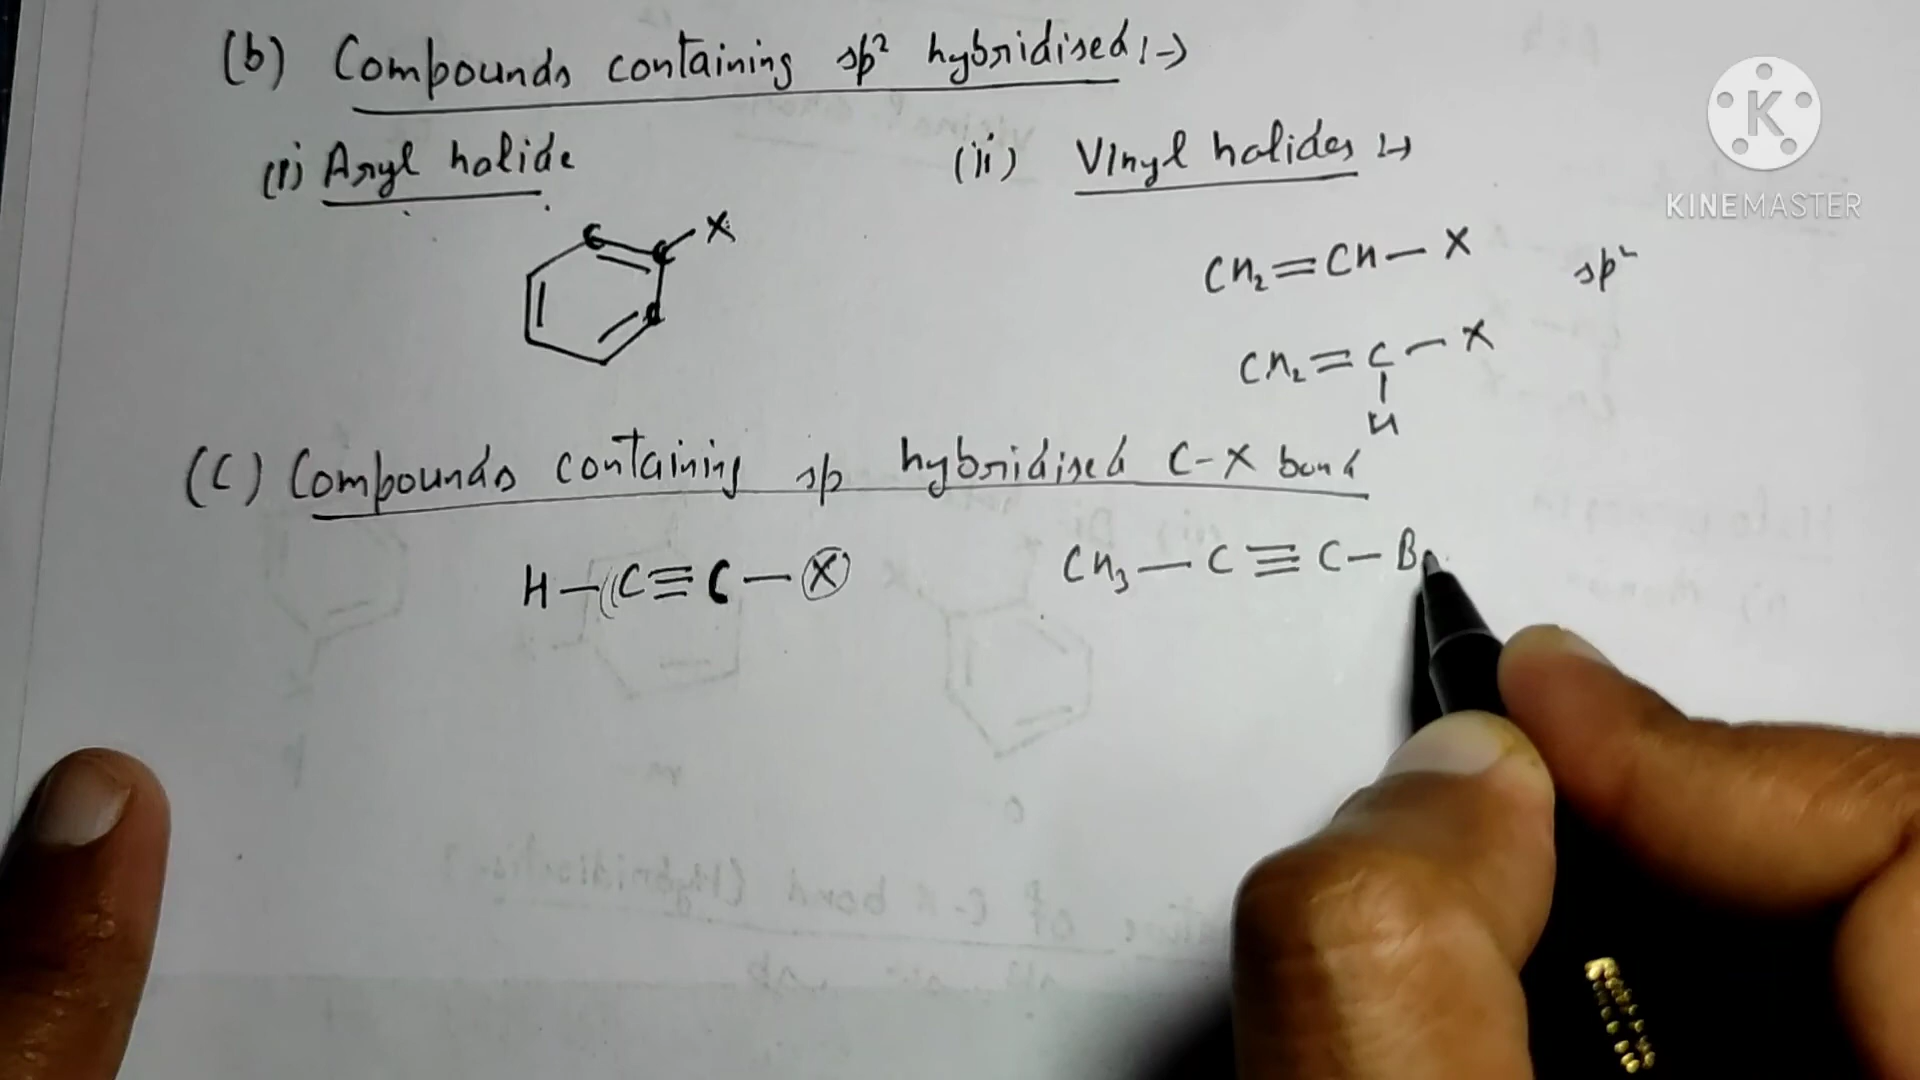 (b) Compounds containing sp² hybridised :->
(i) Aryl halide
(ii) Vinyl halides :->
C C X
C
CH₂=CH-X sp²
CH₂=C-X
H
(C) Compounds containing sp hybridised C-X bond
H-C≡C-X
CH₃-C≡C-B
K
KINEMASTER